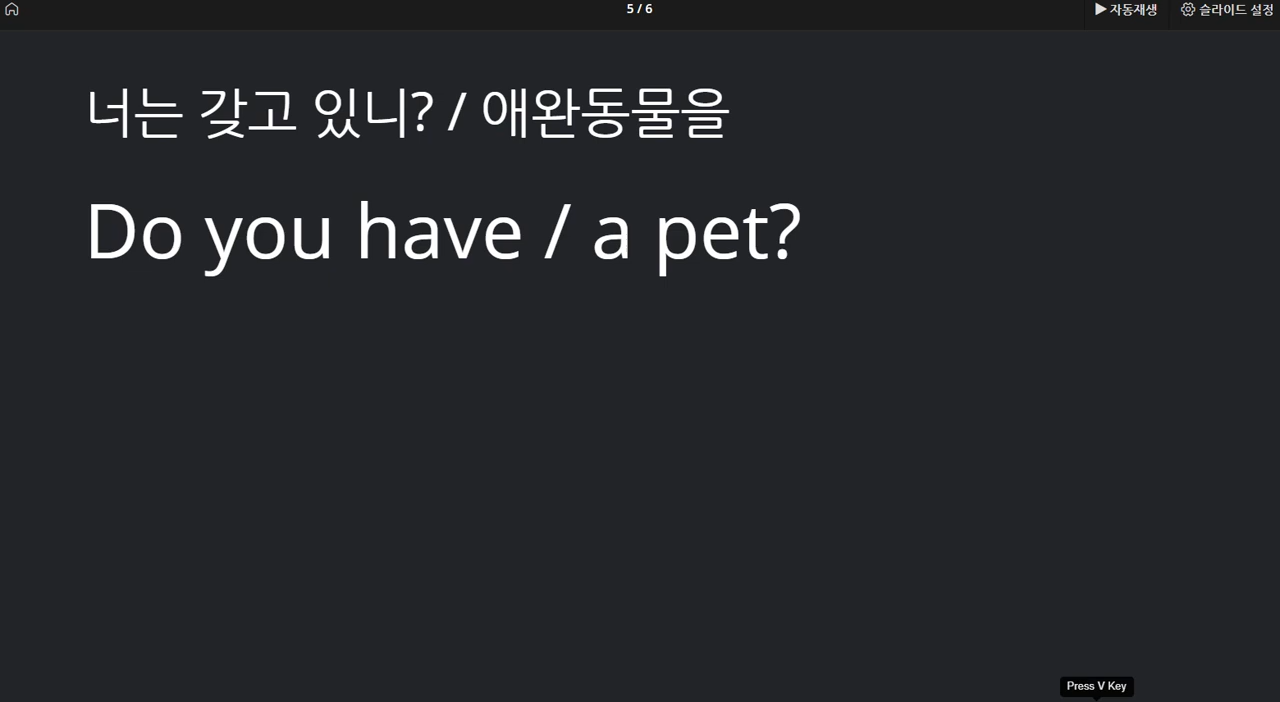 5 / 6
자동재생
슬라이드 설정
너는 갖고 있니? / 애완동물을
Do you have / a pet?
Press V Key